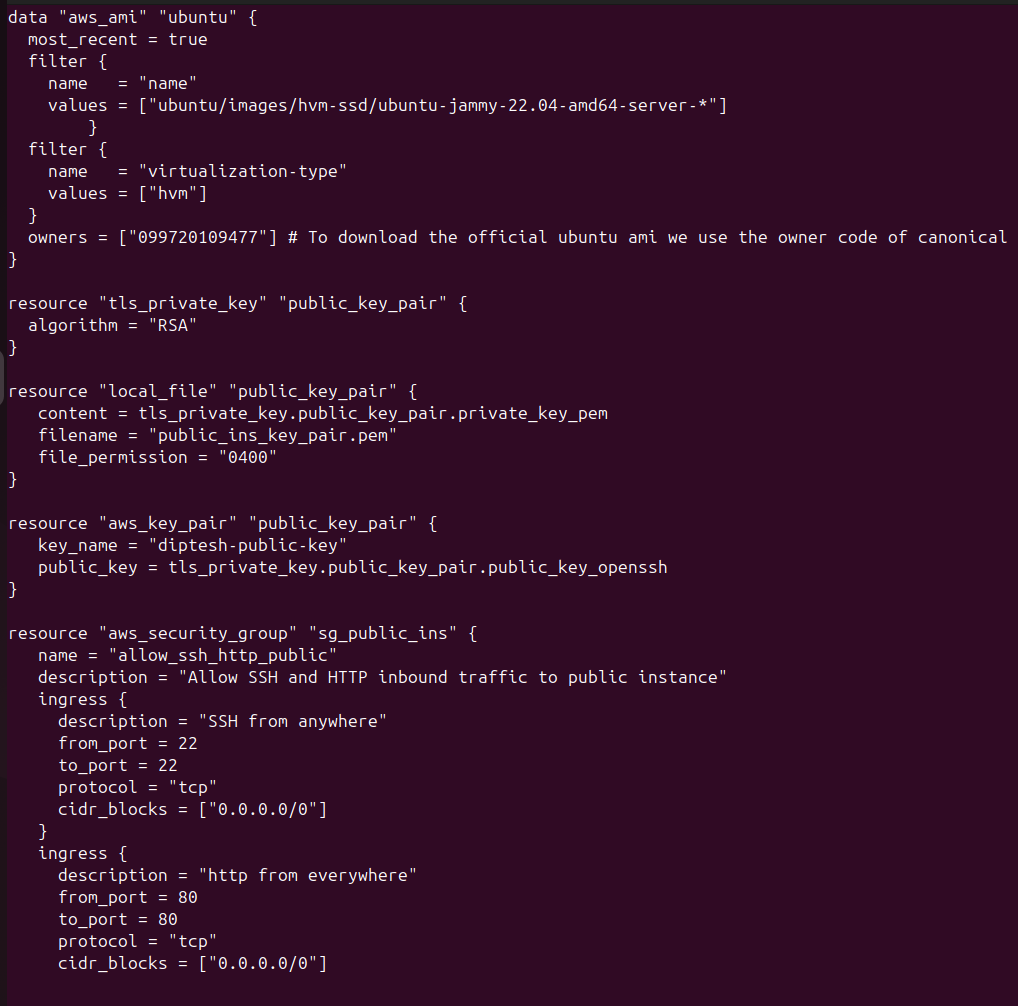 data "aws_ami" "ubuntu" {
  most_recent = true
  filter {
    name   = "name"
    values = ["ubuntu/images/hvm-ssd/ubuntu-jammy-22.04-amd64-server-*"]
        }
  filter {
    name   = "virtualization-type"
    values = ["hvm"]
  }
  owners = ["099720109477"] # To download the official ubuntu ami we use the owner code of canonical
}

resource "tls_private_key" "public_key_pair" {
  algorithm = "RSA"
}

resource "local_file" "public_key_pair" {
   content = tls_private_key.public_key_pair.private_key_pem
   filename = "public_ins_key_pair.pem"
   file_permission = "0400"
}

resource "aws_key_pair" "public_key_pair" {
   key_name = "diptesh-public-key"
   public_key = tls_private_key.public_key_pair.public_key_openssh
}

resource "aws_security_group" "sg_public_ins" {
   name = "allow_ssh_http_public"
   description = "Allow SSH and HTTP inbound traffic to public instance"
   ingress {
     description = "SSH from anywhere"
     from_port = 22
     to_port = 22
     protocol = "tcp"
     cidr_blocks = ["0.0.0.0/0"]
   }
   ingress {
     description = "http from everywhere"
     from_port = 80
     to_port = 80
     protocol = "tcp"
     cidr_blocks = ["0.0.0.0/0"]